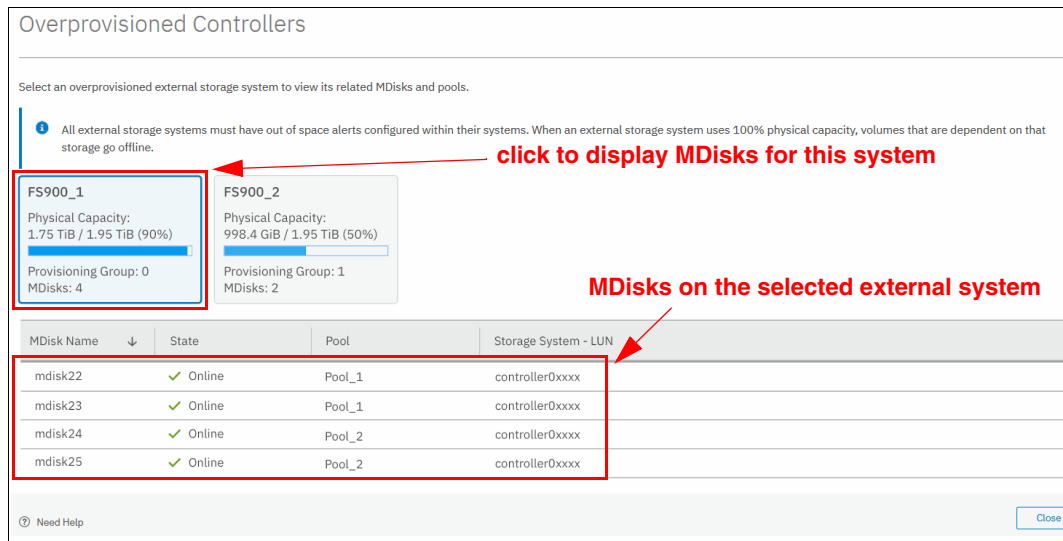 Overprovisioned Controllers
Select an overprovisioned external storage system to view its related MDisks and pools.
All external storage systems must have out of space alerts configured within their systems. When an external storage system uses 100% physical capacity, volumes that are dependent on that
storage go offline.
click to display MDisks for this system
FS900_1
Physical Capacity:
1.75 TiB / 1.95 TiB (90%)
Provisioning Group: 0
MDisks: 4
FS900_2
Physical Capacity:
998.4 GiB / 1.95 TiB (50%)
Provisioning Group: 1
MDisks: 2
MDisks on the selected external system
MDisk Name ↓ State Pool Storage System - LUN
mdisk22 Online Pool_1 controller0xxxx
mdisk23 Online Pool_1 controller0xxxx
mdisk24 Online Pool_2 controller0xxxx
mdisk25 Online Pool_2 controller0xxxx
Need Help
Close